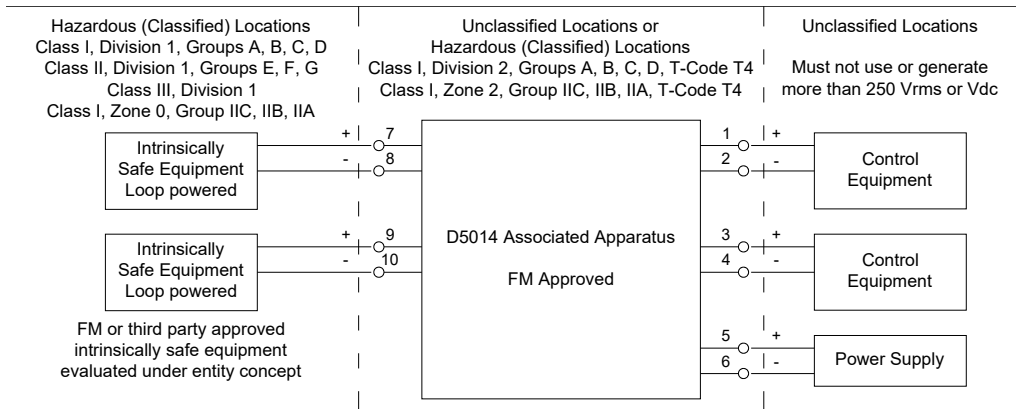 Hazardous (Classified) Locations
Class I, Division 1, Groups A, B, C, D
Class II, Division 1, Groups E, F, G
Class III, Division 1
Class I, Zone 0, Group IIC, IIB, IIA
Unclassified Locations or
Hazardous (Classified) Locations
Class I, Division 2, Groups A, B, C, D, T-Code T4
Class I, Zone 2, Group IIC, IIB, IIA, T-Code T4
Unclassified Locations
Must not use or generate
more than 250 Vrms or Vdc
Intrinsically
Safe Equipment
Loop powered
+ 7
- 8
Intrinsically
Safe Equipment
Loop powered
+ 9
- 10
FM or third party approved
intrinsically safe equipment
evaluated under entity concept
D5014 Associated Apparatus
FM Approved
1 +
2 -
Control
Equipment
3 +
4 -
Control
Equipment
5 +
6 -
Power Supply